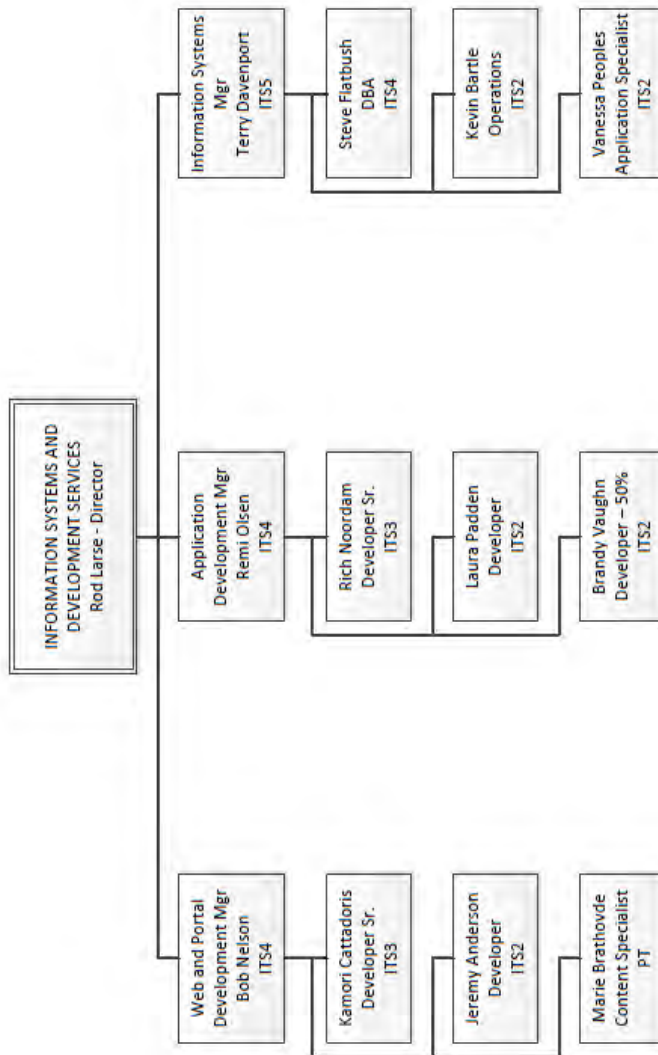 INFORMATION SYSTEMS AND
DEVELOPMENT SERVICES
Rod Larse - Director
Web and Portal
Development Mgr
Bob Nelson
ITS4
Kamori Cattadoris
Developer Sr.
ITS3
Jeremy Anderson
Developer
ITS2
Marie Brathovde
Content Specialist
PT
Application
Development Mgr
Remi Olsen
ITS4
Rich Noordam
Developer Sr.
ITS3
Laura Padden
Developer
ITS2
Brandy Vaughn
Developer – 50%
ITS2
Information Systems
Mgr
Terry Davenport
ITS5
Steve Flatbush
DBA
ITS4
Kevin Bartle
Operations
ITS2
Vanessa Peoples
Application Specialist
ITS2